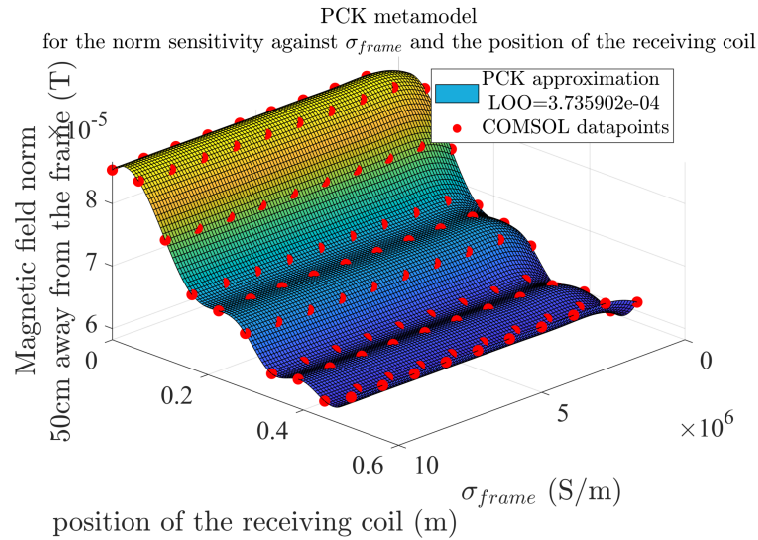 PCK metamodel
for the norm sensitivity against σ_frame and the position of the receiving coil
PCK approximation
LOO=3.735902e-04
COMSOL datapoints
×10^-5
Magnetic field norm
50cm away from the frame (T)
8
7
6
0
0.2
0.4
0.6
10
5
0
×10^6
σ_frame (S/m)
position of the receiving coil (m)